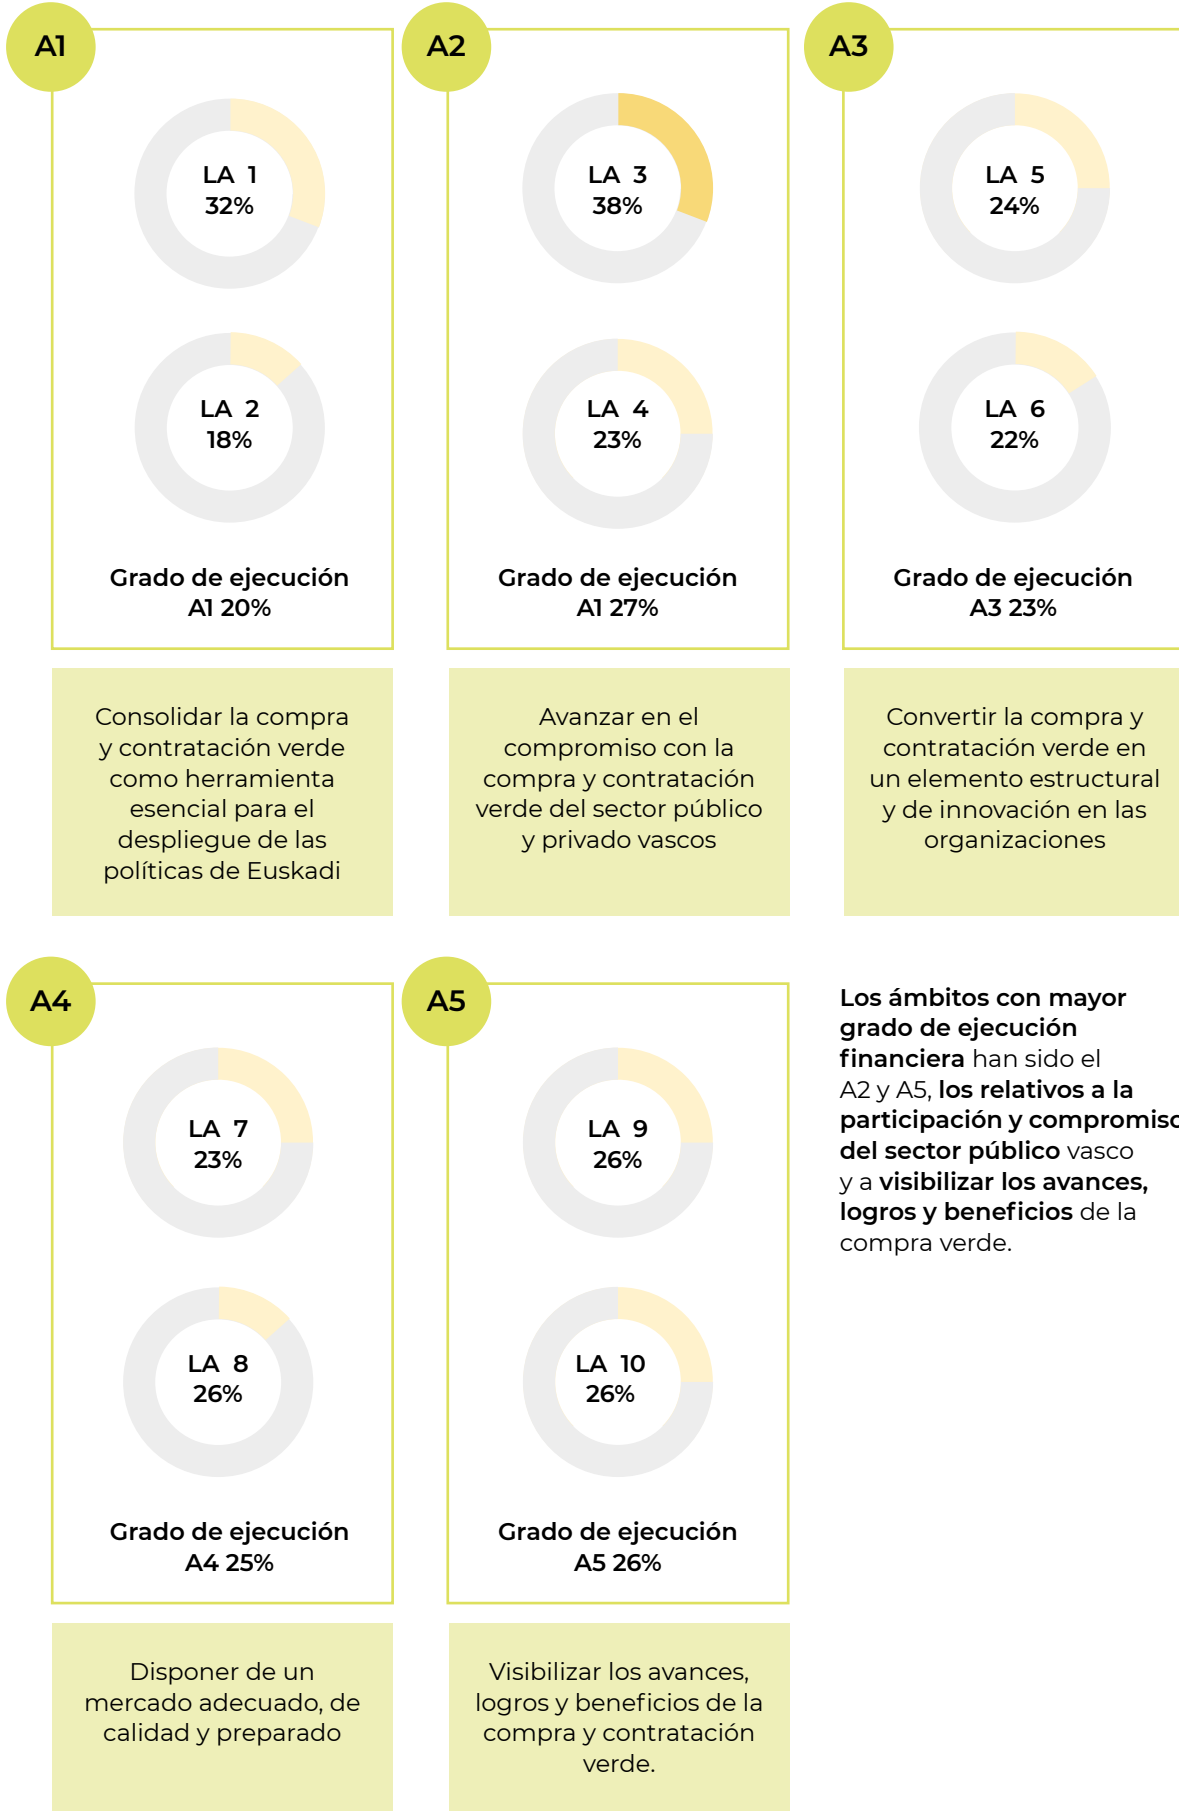 A1
LA 1
32%
LA 2
18%
Grado de ejecución
A1 20%
Consolidar la compra
y contratación verde
como herramienta
esencial para el
despliegue de las
políticas de Euskadi
A2
LA 3
38%
LA 4
23%
Grado de ejecución
A1 27%
Avanzar en el
compromiso con la
compra y contratación
verde del sector público
y privado vascos
A3
LA 5
24%
LA 6
22%
Grado de ejecución
A3 23%
Convertir la compra y
contratación verde en
un elemento estructural
y de innovación en las
organizaciones
A4
LA 7
23%
LA 8
26%
Grado de ejecución
A4 25%
Disponer de un
mercado adecuado, de
calidad y preparado
A5
LA 9
26%
LA 10
26%
Grado de ejecución
A5 26%
Visibilizar los avances,
logros y beneficios de la
compra y contratación
verde.
Los ámbitos con mayor
grado de ejecución
financiera han sido el
A2 y A5, los relativos a la
participación y compromiso
del sector público vasco
y a visibilizar los avances,
logros y beneficios de la
compra verde.